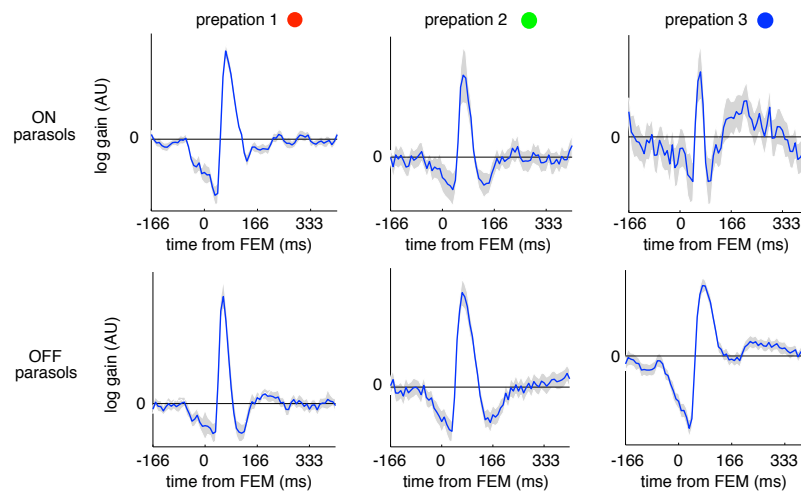 prepation 1
prepation 2
prepation 3
ON
parasols
log gain (AU)
0
-166 0 166 333
time from FEM (ms)
0
-166 0 166 333
time from FEM (ms)
0
-166 0 166 333
time from FEM (ms)
OFF
parasols
log gain (AU)
0
-166 0 166 333
time from FEM (ms)
0
-166 0 166 333
time from FEM (ms)
0
-166 0 166 333
time from FEM (ms)